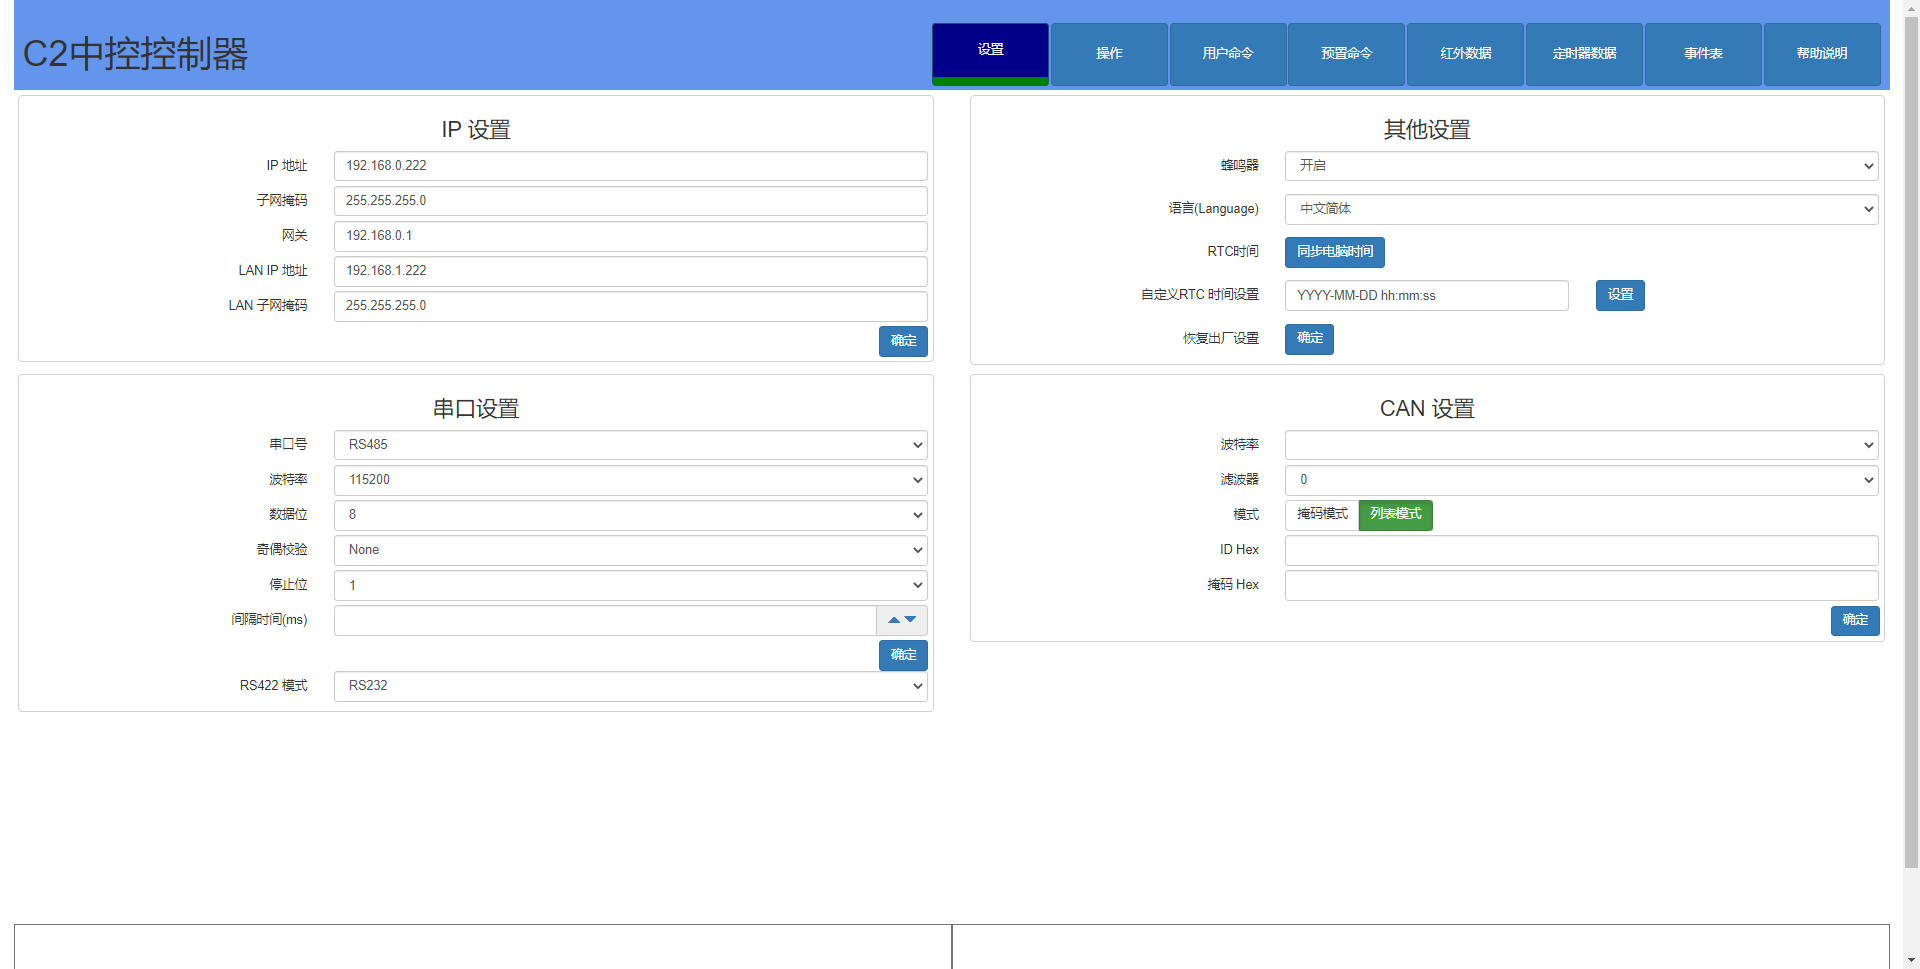 C2中控控制器
设置 操作 用户命令 预置命令 红外数据 定时器数据 事件表 帮助说明
IP 设置
IP 地址 192.168.0.222
子网掩码 255.255.255.0
网关 192.168.0.1
LAN IP 地址 192.168.1.222
LAN 子网掩码 255.255.255.0
确定
其他设置
蜂鸣器 开启
语言(Language) 中文简体
RTC时间 同步电脑时间
自定义RTC 时间设置 YYYY-MM-DD hh:mm:ss 设置
恢复出厂设置 确定
串口设置
串口号 RS485
波特率 115200
数据位 8
奇偶校验 None
停止位 1
间隔时间(ms)
确定
RS422 模式 RS232
CAN 设置
波特率
滤波器 0
模式 掩码模式 列表模式
ID Hex
掩码 Hex
确定